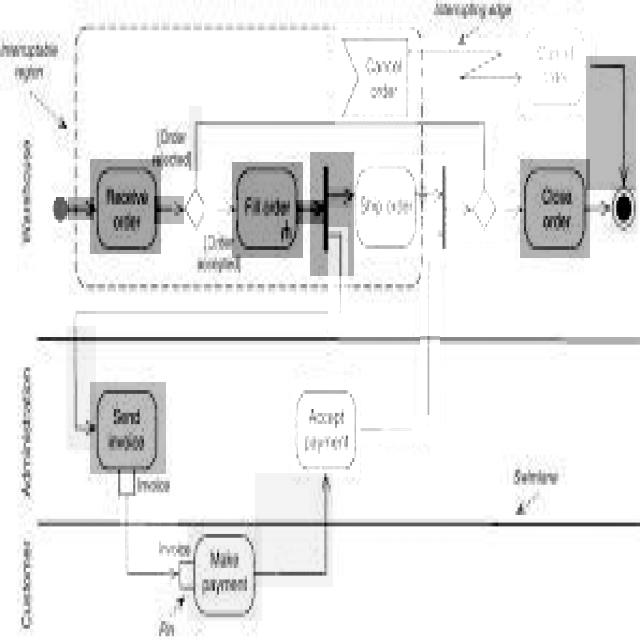 Interrupting edge
Interruptable
region
Cancel
order
Cancel
order
[Order
rejected]
Warehouse
Receive
order
Fill order
Ship order
Close
order
[Order
accepted]
Administration
Send
invoice
Accept
payment
Invoice
Swimlane
Customer
Invoice
Make
payment
Pin